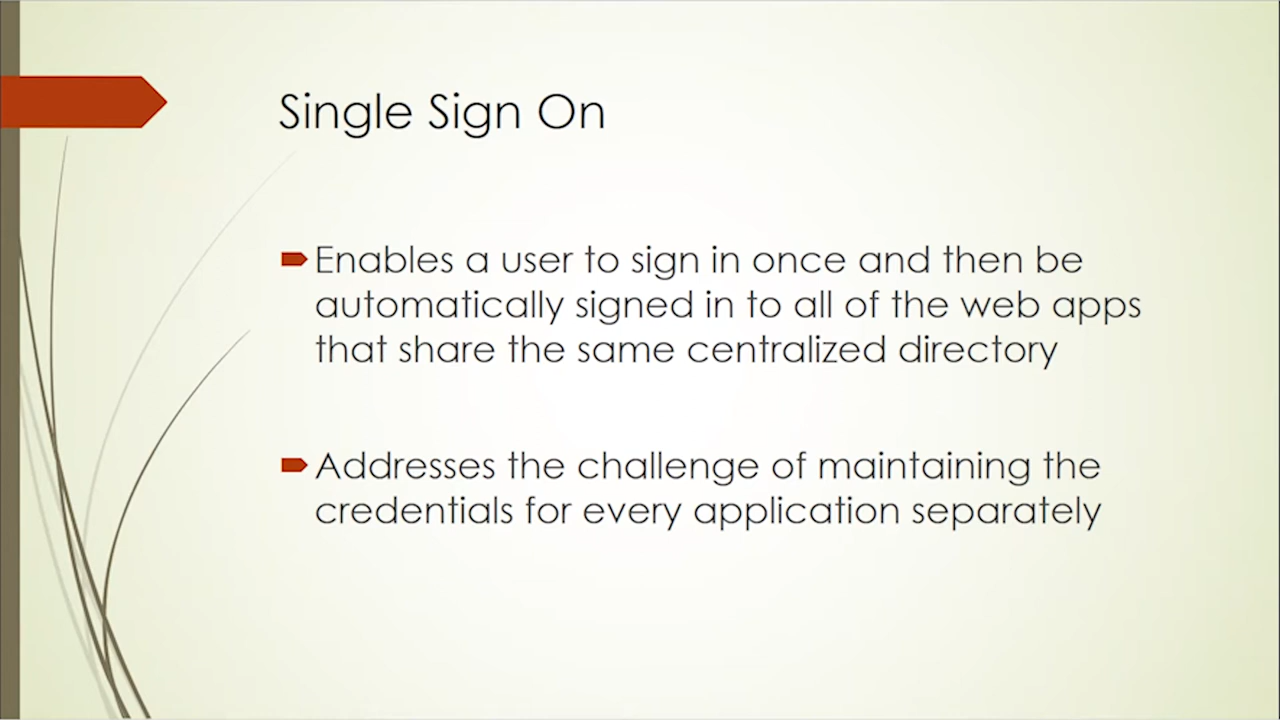 Single Sign On
Enables a user to sign in once and then be
automatically signed in to all of the web apps
that share the same centralized directory
Addresses the challenge of maintaining the
credentials for every application separately